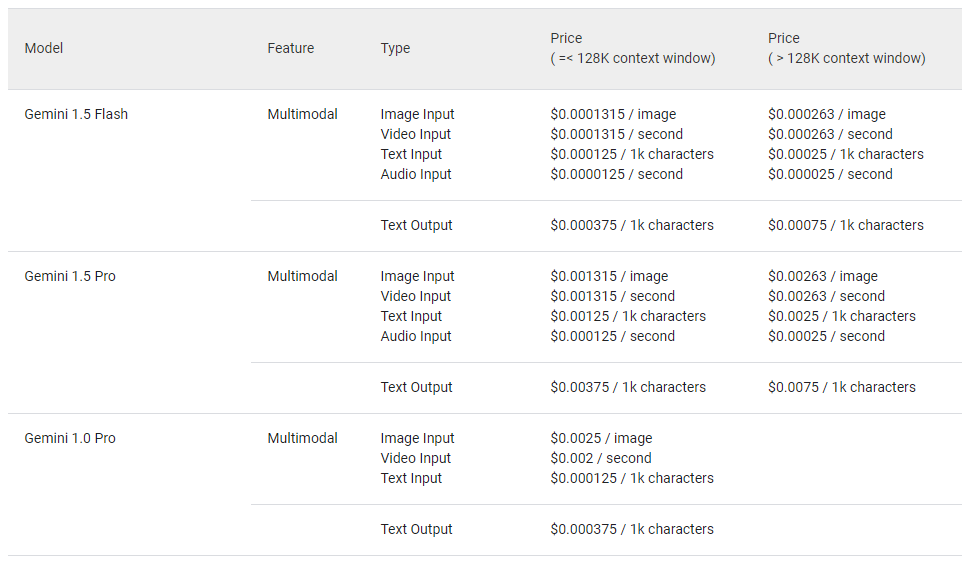 Model Feature Type Price Price
( =< 128K context window) ( > 128K context window)
Gemini 1.5 Flash Multimodal Image Input $0.0001315 / image $0.000263 / image
Video Input $0.0001315 / second $0.000263 / second
Text Input $0.000125 / 1k characters $0.00025 / 1k characters
Audio Input $0.0000125 / second $0.000025 / second
Text Output $0.000375 / 1k characters $0.00075 / 1k characters
Gemini 1.5 Pro Multimodal Image Input $0.001315 / image $0.00263 / image
Video Input $0.001315 / second $0.00263 / second
Text Input $0.00125 / 1k characters $0.0025 / 1k characters
Audio Input $0.000125 / second $0.00025 / second
Text Output $0.00375 / 1k characters $0.0075 / 1k characters
Gemini 1.0 Pro Multimodal Image Input $0.0025 / image
Video Input $0.002 / second
Text Input $0.000125 / 1k characters
Text Output $0.000375 / 1k characters